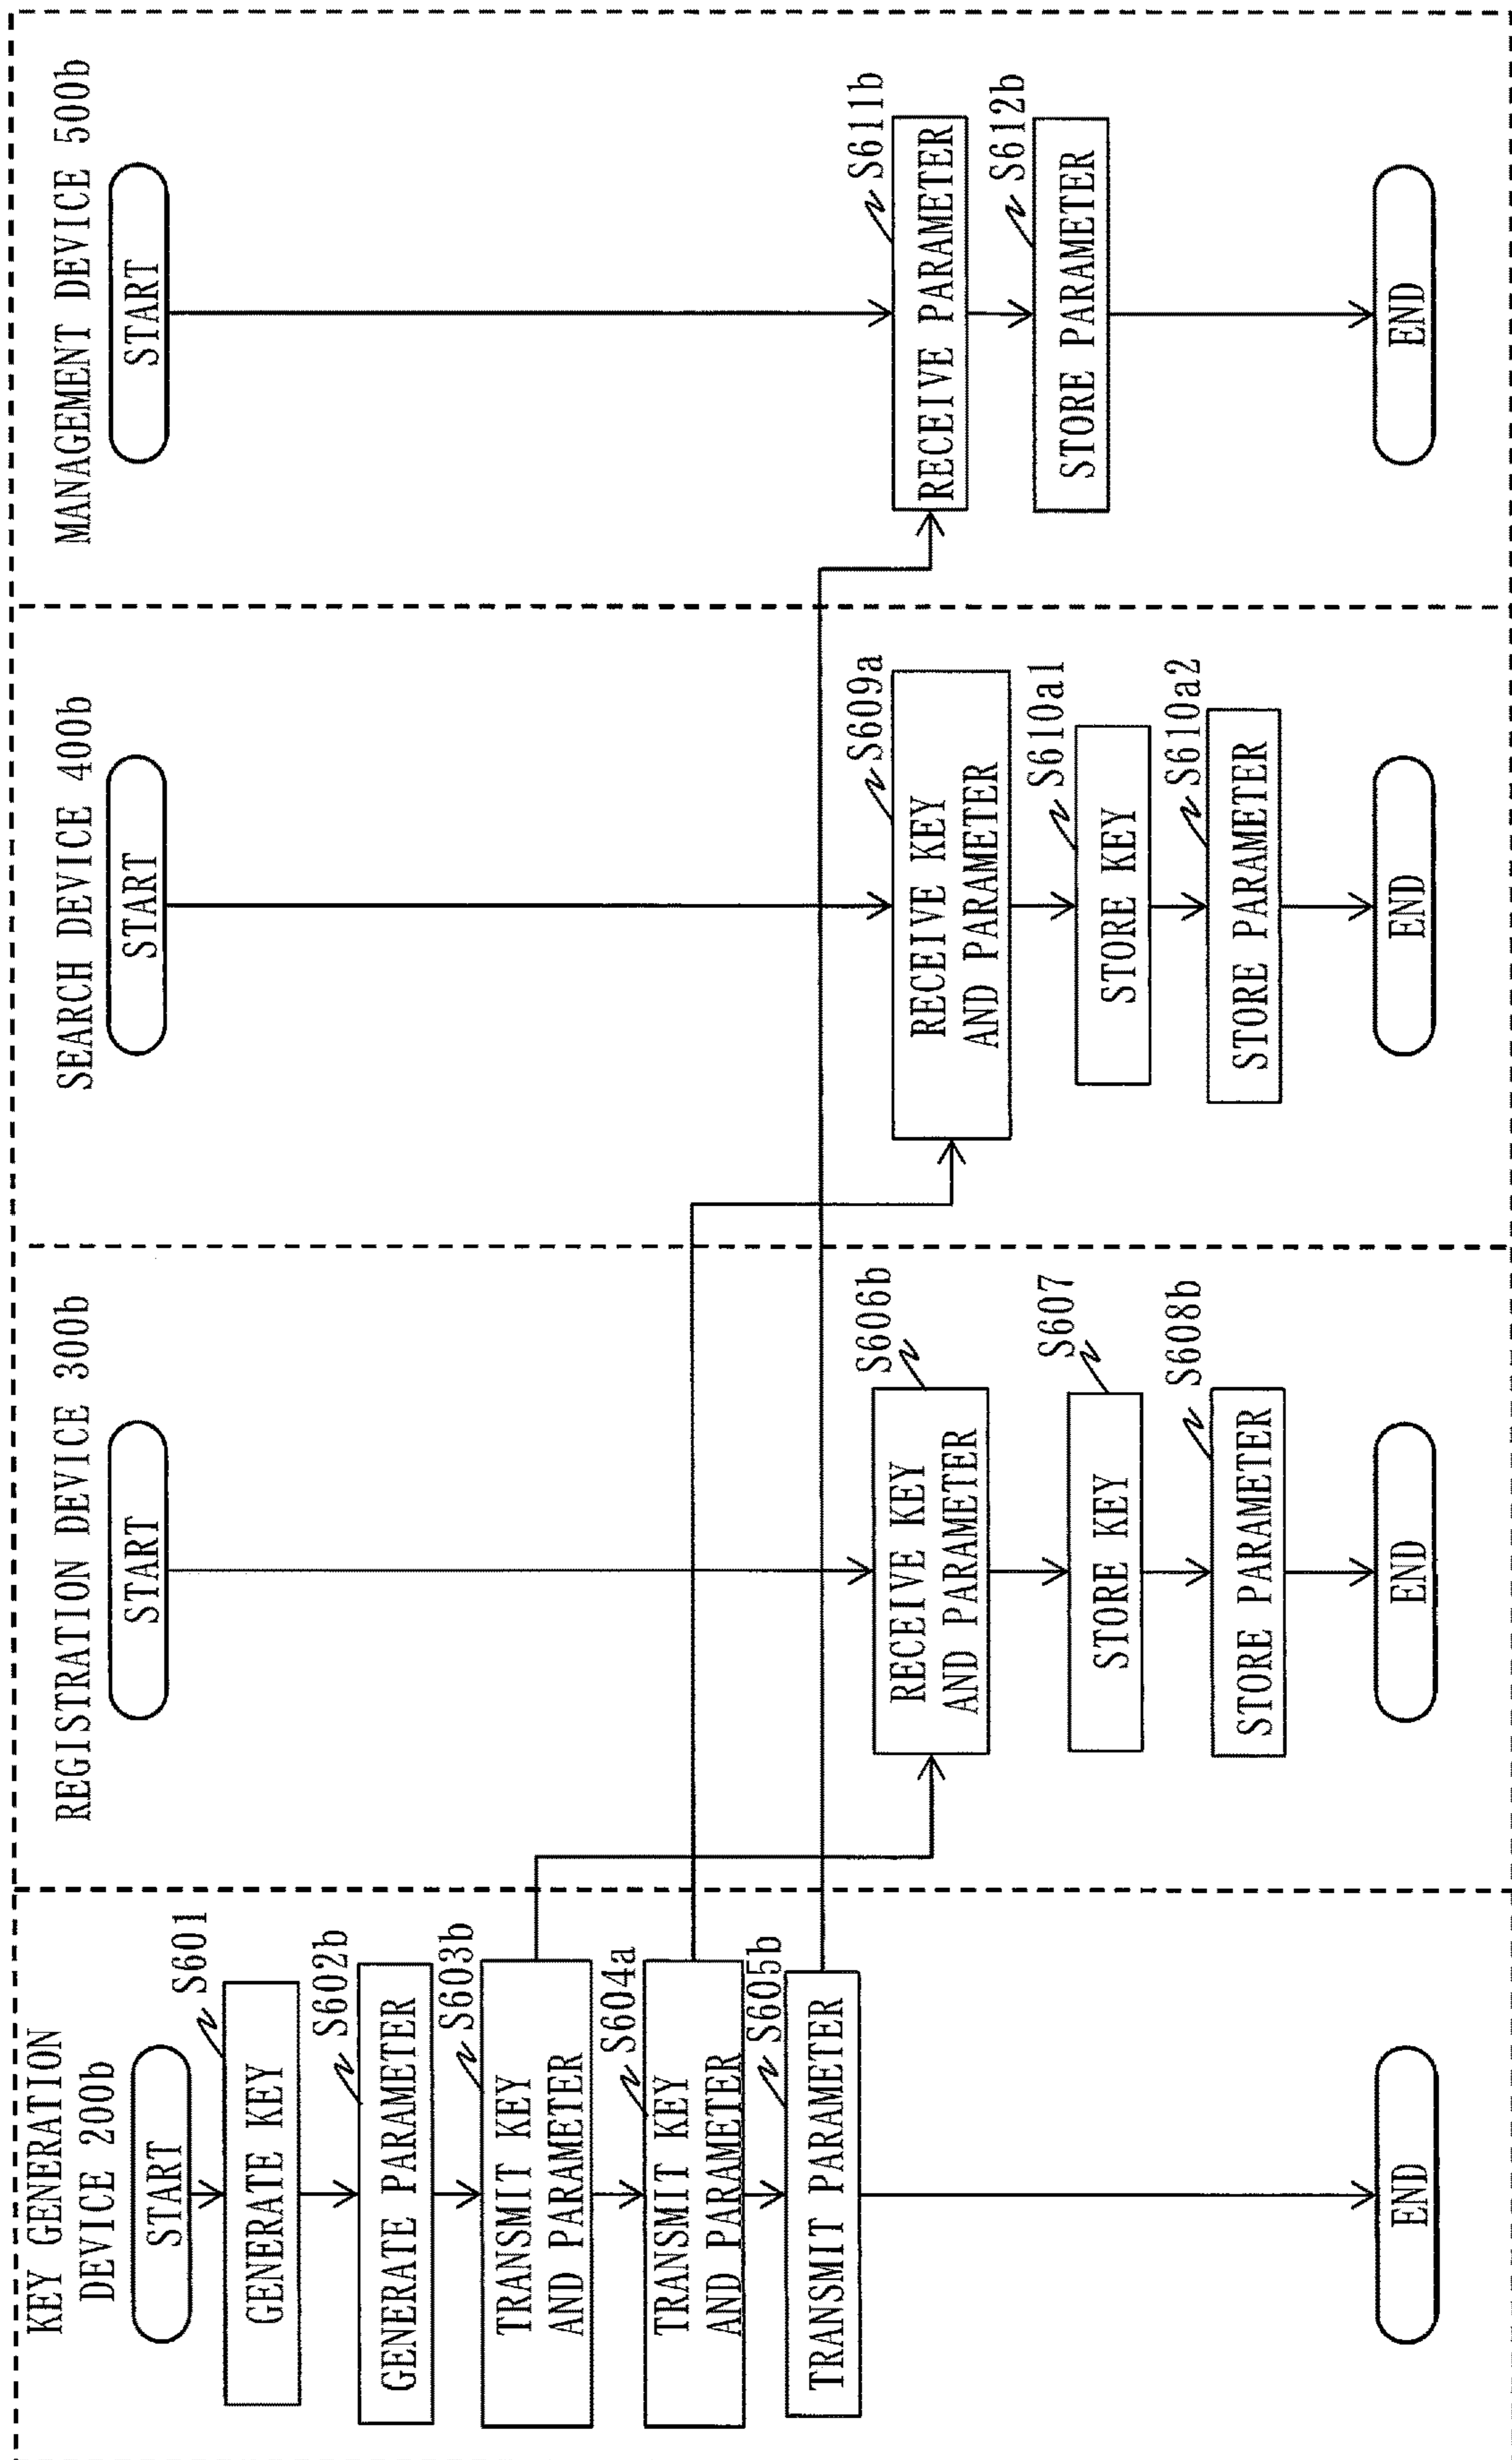 KEY GENERATION
DEVICE 200b
START
S601
GENERATE KEY
S602b
GENERATE PARAMETER
S603b
TRANSMIT KEY
AND PARAMETER
S604a
TRANSMIT KEY
AND PARAMETER
S605b
TRANSMIT PARAMETER
END
REGISTRATION DEVICE 300b
START
S606b
RECEIVE KEY
AND PARAMETER
S607
STORE KEY
S608b
STORE PARAMETER
END
SEARCH DEVICE 400b
START
S609a
RECEIVE KEY
AND PARAMETER
S610a1
STORE KEY
S610a2
STORE PARAMETER
END
MANAGEMENT DEVICE 500b
START
S611b
RECEIVE PARAMETER
S612b
STORE PARAMETER
END